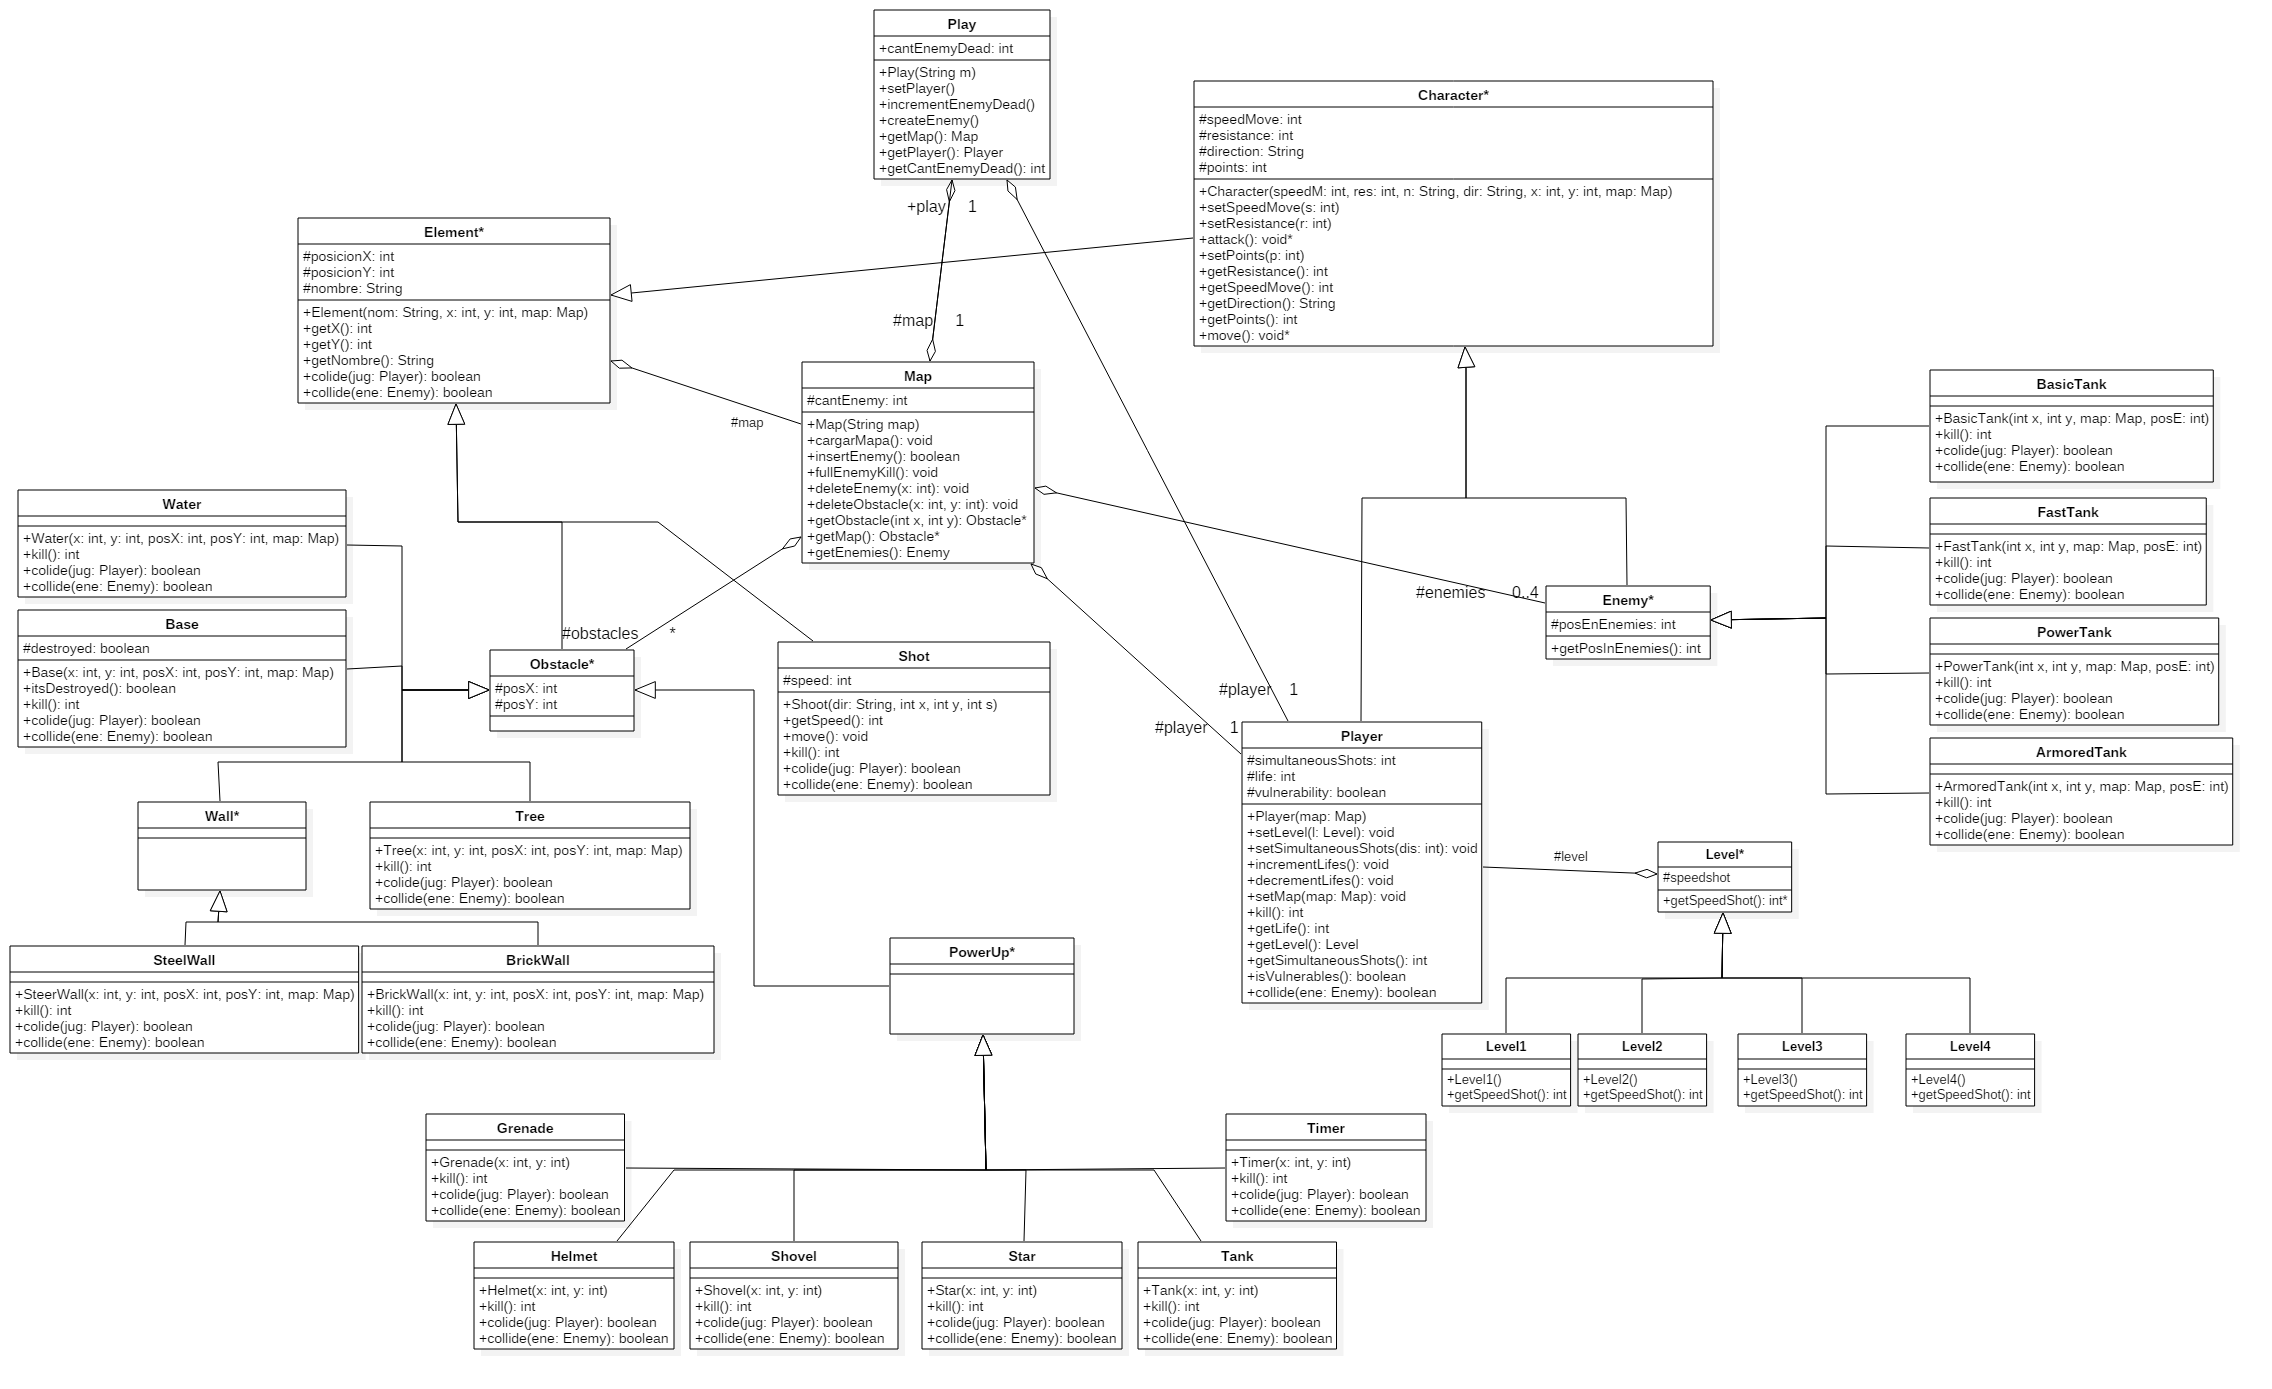 Play
+cantEnemyDead: int
+Play(String m)
+setPlayer()
+incrementEnemyDead()
+createEnemy()
+getMap(): Map
+getPlayer(): Player
+getCantEnemyDead(): int
+play 1
#map 1
Character*
#speedMove: int
#resistance: int
#direction: String
#points: int
+Character(speedM: int, res: int, n: String, dir: String, x: int, y: int, map: Map)
+setSpeedMove(s: int)
+setResistance(r: int)
+attack(): void*
+setPoints(p: int)
+getResistance(): int
+getSpeedMove(): int
+getDirection(): String
+getPoints(): int
+move(): void*
Element*
#posicionX: int
#posicionY: int
#nombre: String
+Element(nom: String, x: int, y: int, map: Map)
+getX(): int
+getY(): int
+getNombre(): String
+colide(jug: Player): boolean
+collide(ene: Enemy): boolean
#map
Map
#cantEnemy: int
+Map(String map)
+cargarMapa(): void
+insertEnemy(): boolean
+fullEnemyKill(): void
+deleteEnemy(x: int): void
+deleteObstacle(x: int, y: int): void
+getObstacle(int x, int y): Obstacle*
+getMap(): Obstacle*
+getEnemies(): Enemy
BasicTank
+BasicTank(int x, int y, map: Map, posE: int)
+kill(): int
+colide(jug: Player): boolean
+collide(ene: Enemy): boolean
FastTank
+FastTank(int x, int y, map: Map, posE: int)
+kill(): int
+colide(jug: Player): boolean
+collide(ene: Enemy): boolean
PowerTank
+PowerTank(int x, int y, map: Map, posE: int)
+kill(): int
+colide(jug: Player): boolean
+collide(ene: Enemy): boolean
ArmoredTank
+ArmoredTank(int x, int y, map: Map, posE: int)
+kill(): int
+colide(jug: Player): boolean
+collide(ene: Enemy): boolean
#enemies 0..4
Enemy*
#posEnEnemies: int
+getPosInEnemies(): int
Water
+Water(x: int, y: int, posX: int, posY: int, map: Map)
+kill(): int
+colide(jug: Player): boolean
+collide(ene: Enemy): boolean
Base
#destroyed: boolean
+Base(x: int, y: int, posX: int, posY: int, map: Map)
+itsDestroyed(): boolean
+kill(): int
+colide(jug: Player): boolean
+collide(ene: Enemy): boolean
#obstacles *
Obstacle*
#posX: int
#posY: int
Shot
#speed: int
+Shoot(dir: String, int x, int y, int s)
+getSpeed(): int
+move(): void
+kill(): int
+colide(jug: Player): boolean
+collide(ene: Enemy): boolean
#player 1
#player 1
Player
#simultaneousShots: int
#life: int
#vulnerability: boolean
+Player(map: Map)
+setLevel(l: Level): void
+setSimultaneousShots(dis: int): void
+incrementLifes(): void
+decrementLifes(): void
+setMap(map: Map): void
+kill(): int
+getLife(): int
+getLevel(): Level
+getSimultaneousShots(): int
+isVulnerables(): boolean
+collide(ene: Enemy): boolean
#level
Level*
#speedshot
+getSpeedShot(): int*
Wall*
Tree
+Tree(x: int, y: int, posX: int, posY: int, map: Map)
+kill(): int
+colide(jug: Player): boolean
+collide(ene: Enemy): boolean
SteelWall
+SteerWall(x: int, y: int, posX: int, posY: int, map: Map)
+kill(): int
+colide(jug: Player): boolean
+collide(ene: Enemy): boolean
BrickWall
+BrickWall(x: int, y: int, posX: int, posY: int, map: Map)
+kill(): int
+colide(jug: Player): boolean
+collide(ene: Enemy): boolean
PowerUp*
Level1
+Level1()
+getSpeedShot(): int
Level2
+Level2()
+getSpeedShot(): int
Level3
+Level3()
+getSpeedShot(): int
Level4
+Level4()
+getSpeedShot(): int
Grenade
+Grenade(x: int, y: int)
+kill(): int
+colide(jug: Player): boolean
+collide(ene: Enemy): boolean
Timer
+Timer(x: int, y: int)
+kill(): int
+colide(jug: Player): boolean
+collide(ene: Enemy): boolean
Helmet
+Helmet(x: int, y: int)
+kill(): int
+colide(jug: Player): boolean
+collide(ene: Enemy): boolean
Shovel
+Shovel(x: int, y: int)
+kill(): int
+colide(jug: Player): boolean
+collide(ene: Enemy): boolean
Star
+Star(x: int, y: int)
+kill(): int
+colide(jug: Player): boolean
+collide(ene: Enemy): boolean
Tank
+Tank(x: int, y: int)
+kill(): int
+colide(jug: Player): boolean
+collide(ene: Enemy): boolean